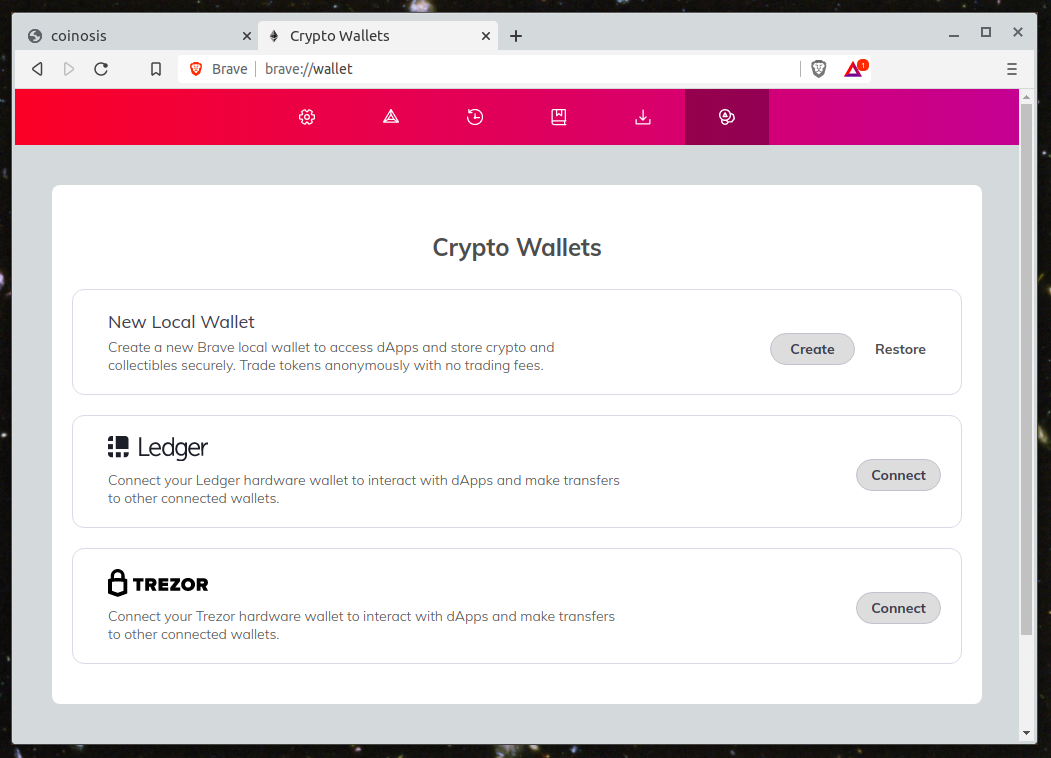 coinosis
Crypto Wallets
Brave
brave://wallet
1
Crypto Wallets
New Local Wallet
Create a new Brave local wallet to access dApps and store crypto and
collectibles securely. Trade tokens anonymously with no trading fees.
Create
Restore
Ledger
Connect your Ledger hardware wallet to interact with dApps and make transfers
to other connected wallets.
Connect
TREZOR
Connect your Trezor hardware wallet to interact with dApps and make transfers
to other connected wallets.
Connect